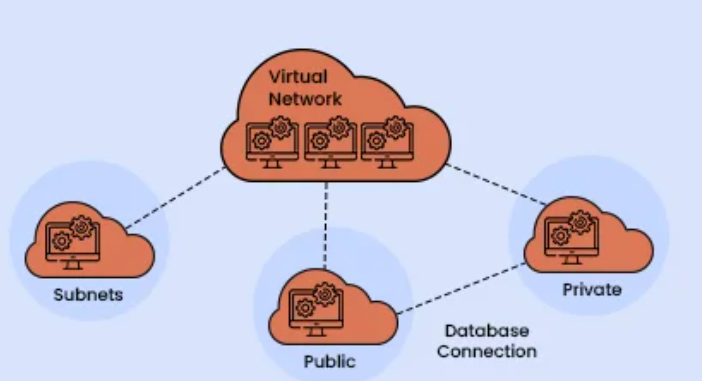 Virtual
Network
Subnets
Private
Public
Database
Connection